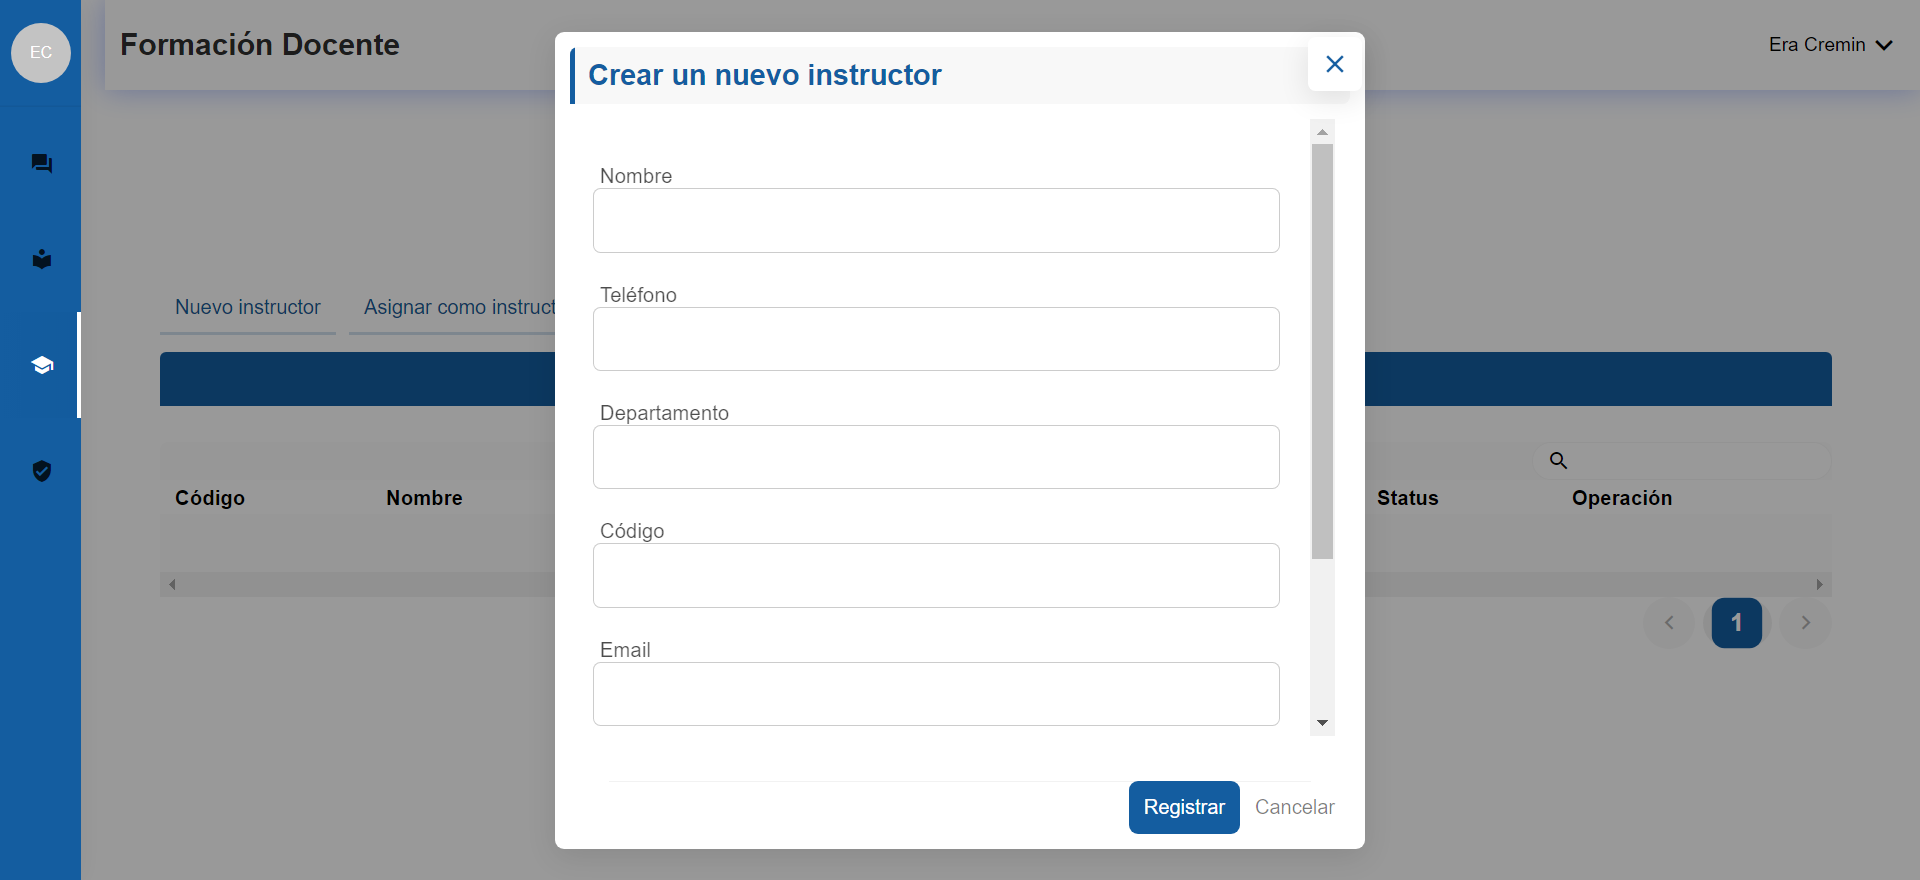 EC
Formación Docente
Era Cremin
Crear un nuevo instructor
Nombre
Teléfono
Departamento
Código
Email
Registrar
Cancelar
Nuevo instructor
Asignar como instruct
Código
Nombre
Status
Operación
1